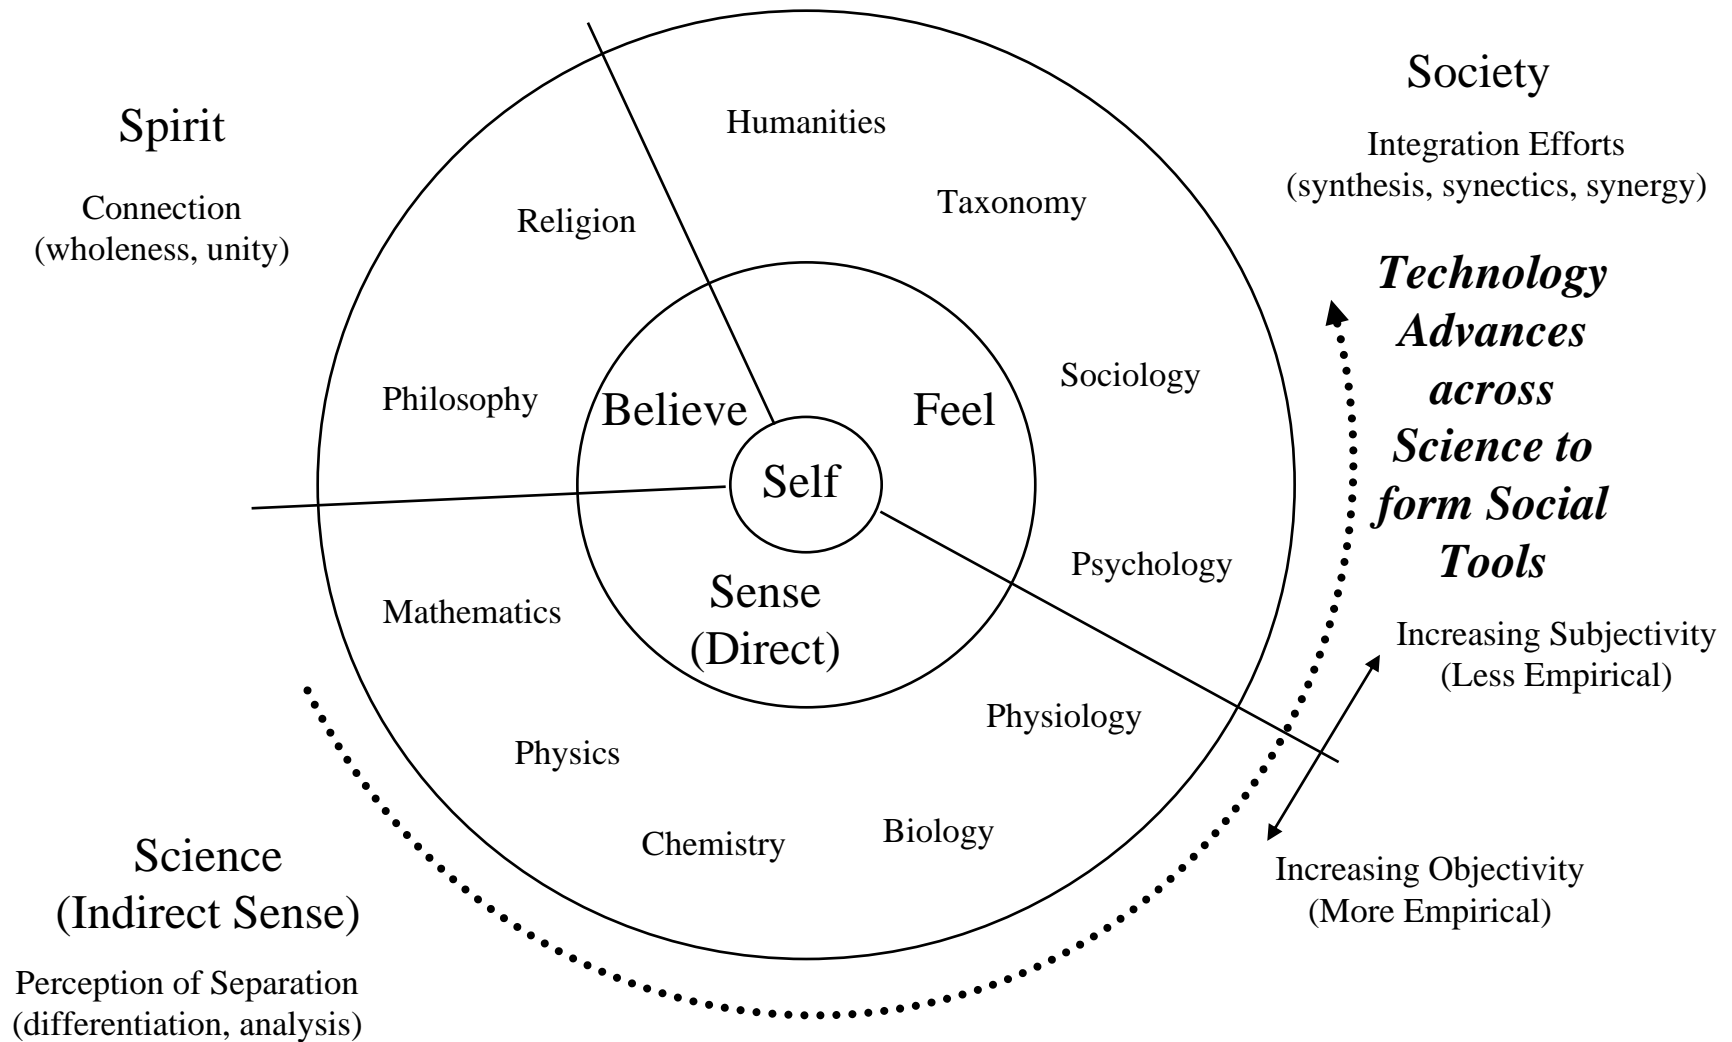 Spirit
Connection
(wholeness, unity)
Society
Integration Efforts
(synthesis, synectics, synergy)
Humanities
Taxonomy
Religion
Sociology
Philosophy
Psychology
Believe
Feel
Self
Sense
(Direct)
Mathematics
Physics
Chemistry
Biology
Physiology
Technology
Advances
across
Science to
form Social
Tools
Increasing Subjectivity
(Less Empirical)
Increasing Objectivity
(More Empirical)
Science
(Indirect Sense)
Perception of Separation
(differentiation, analysis)